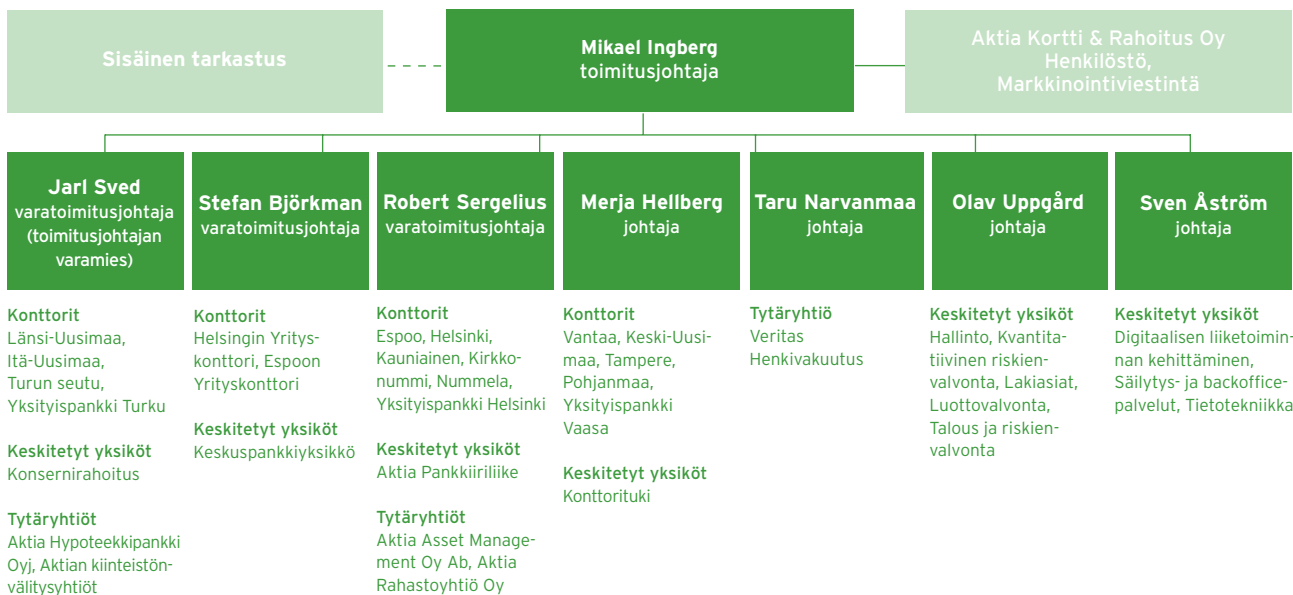 Sisäinen tarkastus
Mikael Ingberg
toimitusjohtaja
Aktia Kortti & Rahoitus Oy
Henkilöstö,
Markkinointiviestintä
Jarl Sved
varatoimitusjohtaja
(toimitusjohtajan
varamies)
Stefan Björkman
varatoimitusjohtaja
Robert Sergelius
varatoimitusjohtaja
Merja Hellberg
johtaja
Taru Narvanmaa
johtaja
Olav Uppgård
johtaja
Sven Åström
johtaja
Konttorit
Länsi-Uusimaa,
Itä-Uusimaa,
Turun seutu,
Yksityispankki Turku
Keskitetyt yksiköt
Konsernirahoitus
Tytäryhtiöt
Aktia Hypoteekkipankki
Oyj, Aktian kiinteistön-
välitysyhtiöt
Konttorit
Helsingin Yritys-
konttori, Espoon
Yrityskonttori
Keskitetyt yksiköt
Keskuspankkiyksikkö
Konttorit
Espoo, Helsinki,
Kauniainen, Kirkko-
nummi, Nummela,
Yksityispankki Helsinki
Keskitetyt yksiköt
Aktia Pankkiiriliike
Tytäryhtiöt
Aktia Asset Manage-
ment Oy Ab, Aktia
Rahastoyhtiö Oy
Konttorit
Vantaa, Keski-Uusi-
maa, Tampere,
Pohjanmaa,
Yksityispankki
Vaasa
Keskitetyt yksiköt
Konttorituki
Tytäryhtiö
Veritas
Henkivakuutus
Keskitetyt yksiköt
Hallinto, Kvantita-
tiivinen riskien-
valvonta, Lakiasiat,
Luottovalvonta,
Talous ja riskien-
valvonta
Keskitetyt yksiköt
Digitaalisen liiketoimin-
nan kehittäminen,
Säilytys- ja backoffice-
palvelut, Tietotekniikka